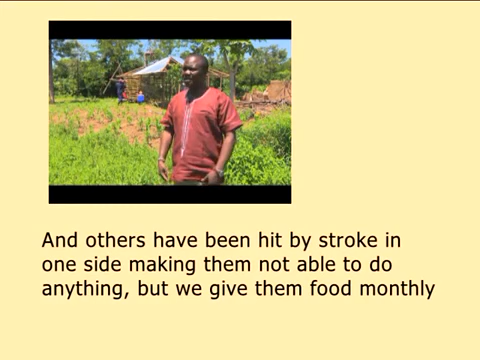 And others have been hit by stroke in
one side making them not able to do
anything, but we give them food monthly